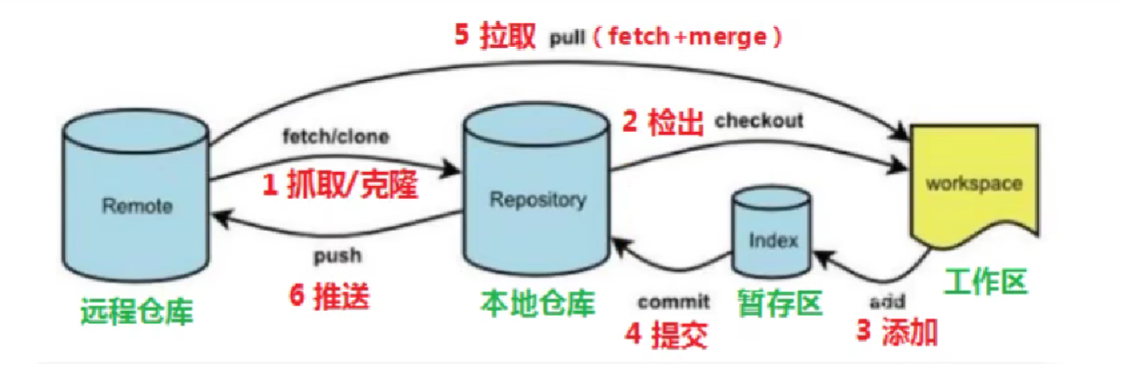 5 拉取 pull（fetch+merge）
fetch/clone
2 检出 checkout
1 抓取/克隆
workspace
Remote
Repository
Index
push
工作区
6 推送
远程仓库
本地仓库
commit
暂存区
add
4 提交
3 添加